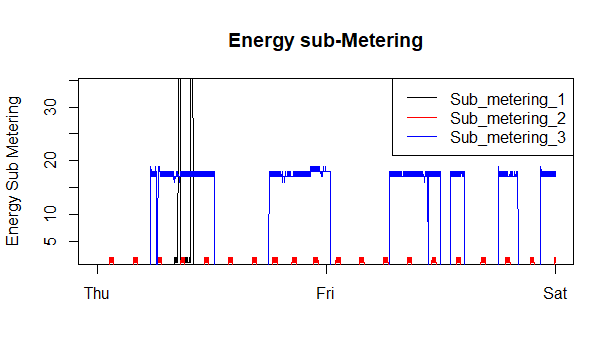 Energy sub-Metering
Energy Sub Metering
30
20
10
5
Sub_metering_1
Sub_metering_2
Sub_metering_3
Thu
Fri
Sat